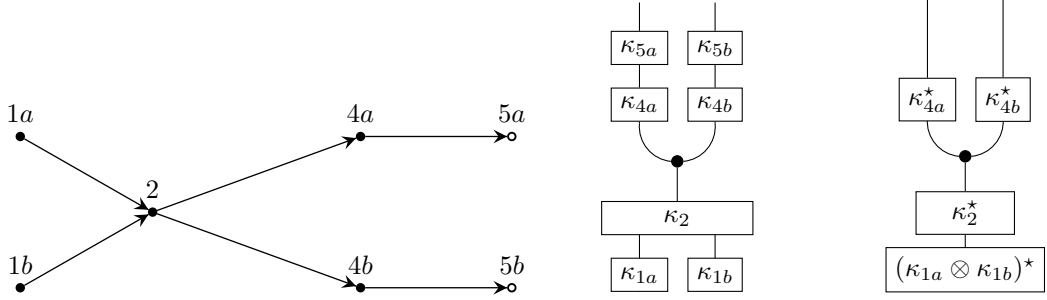 1a
1b
2
4a
4b
5a
5b
κ5a
κ5b
κ4a
κ4b
κ2
κ1a
κ1b
κ⋆4a
κ⋆4b
κ⋆2
(κ1a ⊗ κ1b)⋆